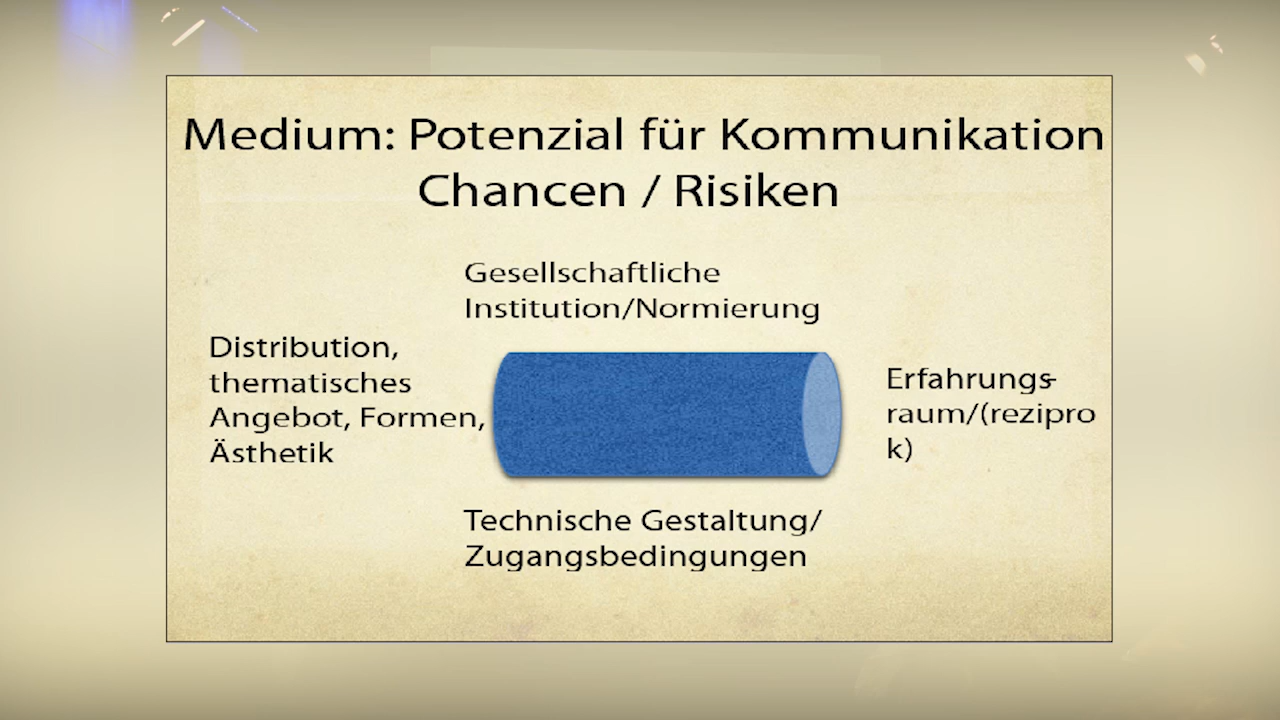 Medium: Potenzial für Kommunikation
Chancen / Risiken
Gesellschaftliche
Institution/Normierung
Distribution,
thematisches
Angebot, Formen,
Ästhetik
Erfahrungs-
raum/(rezipro
k)
Technische Gestaltung/
Zugangsbedingungen